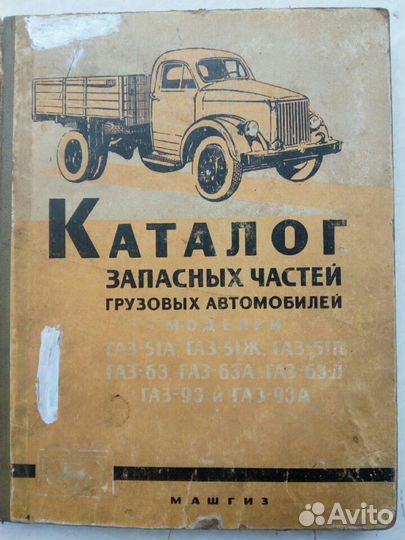 КАТАЛОГ
ЗАПАСНЫХ ЧАСТЕЙ
ГРУЗОВЫХ АВТОМОБИЛЕЙ
МОДЕЛЕЙ
ГАЗ-51А, ГАЗ-51Ж, ГАЗ-51П
ГАЗ-63, ГАЗ-63А, ГАЗ-63Д
ГАЗ-93 и ГАЗ-93А
МАШГИЗ
Avito